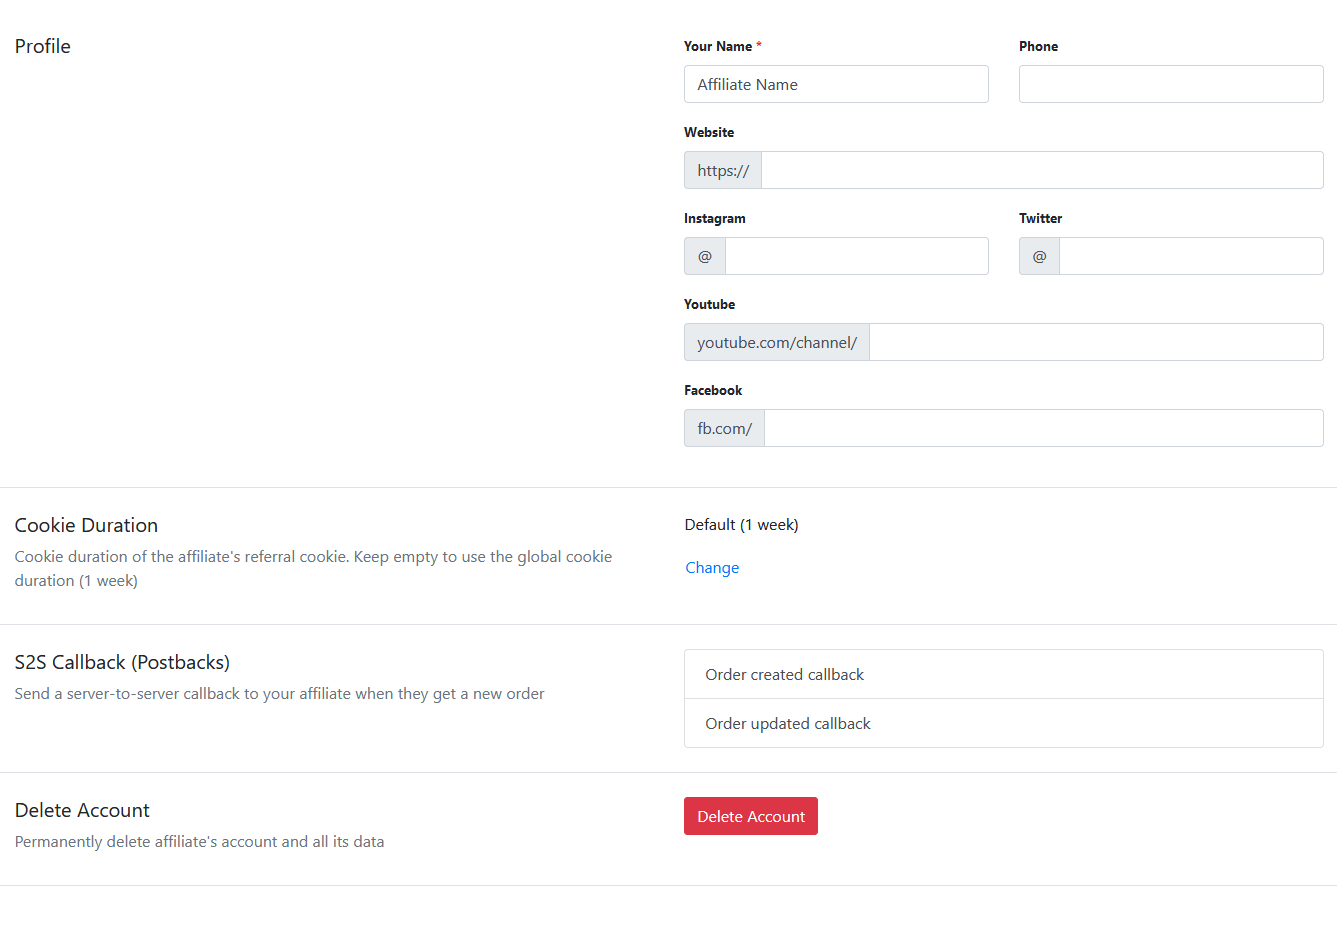 Profile
Your Name *
Phone
Affiliate Name
Website
https://
Instagram
Twitter
@
@
Youtube
youtube.com/channel/
Facebook
fb.com/
Cookie Duration
Cookie duration of the affiliate's referral cookie. Keep empty to use the global cookie
duration (1 week)
Default (1 week)
Change
S2S Callback (Postbacks)
Send a server-to-server callback to your affiliate when they get a new order
Order created callback
Order updated callback
Delete Account
Permanently delete affiliate's account and all its data
Delete Account